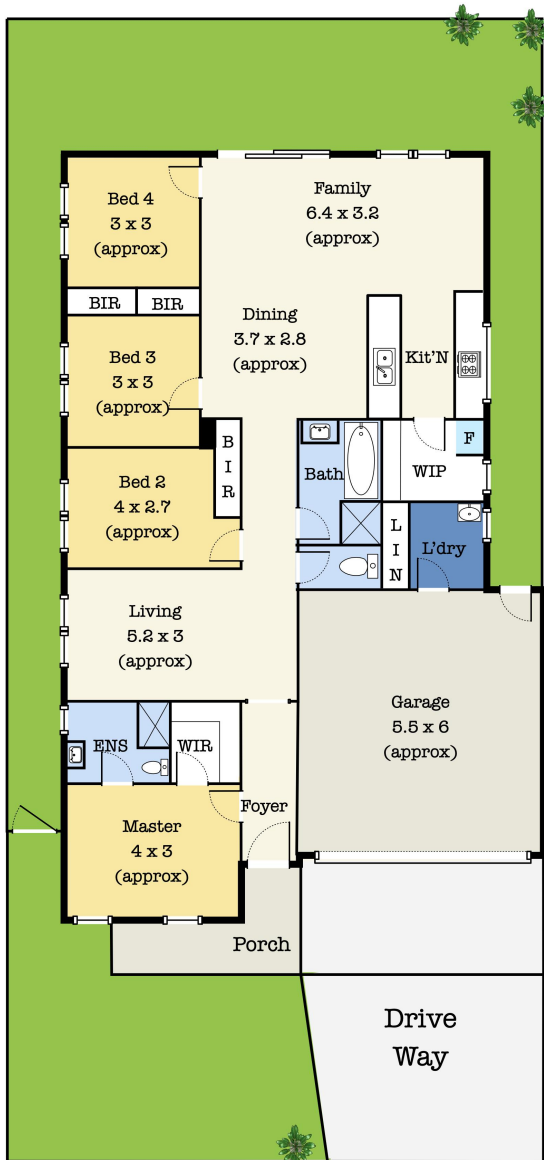 Bed 4
3 x 3
(approx)
Family
6.4 x 3.2
(approx)
BIR
BIR
Dining
3.7 x 2.8
(approx)
Bed 3
3 x 3
(approx)
Kit'N
B
I
R
Bath
F
WIP
Bed 2
4 x 2.7
(approx)
L
I
N
L'dry
Living
5.2 x 3
(approx)
Garage
5.5 x 6
(approx)
ENS
WIR
Foyer
Master
4 x 3
(approx)
Porch
Drive
Way